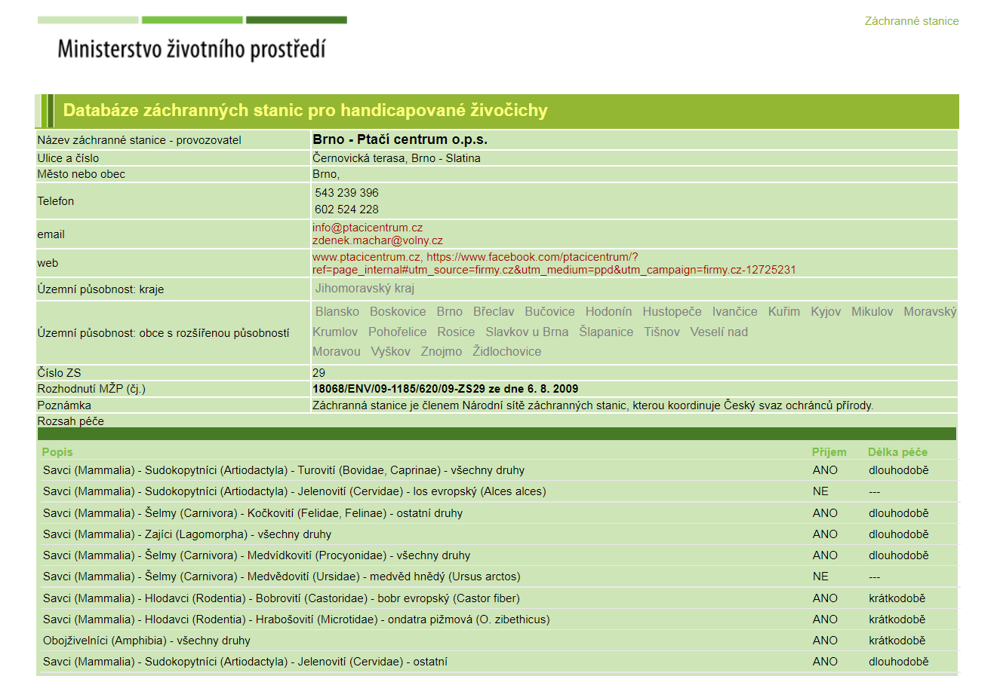 Záchranné stanice
Ministerstvo životního prostředí
Databáze záchranných stanic pro handicapované živočichy
Název záchranné stanice - provozovatel Brno - Ptačí centrum o.p.s.
Ulice a číslo Černovická terasa, Brno - Slatina
Město nebo obec Brno,
Telefon 543 239 396
602 524 228
email info@ptacicentrum.cz
zdenek.machar@volny.cz
web www.ptacicentrum.cz, https://www.facebook.com/ptacicentrum/?
ref=page_internal#utm_source=firmy.cz&utm_medium=ppd&utm_campaign=firmy.cz-12725231
Územní působnost: kraje Jihomoravský kraj
Územní působnost: obce s rozšířenou působností Blansko Boskovice Brno Břeclav Bučovice Hodonín Hustopeče Ivančice Kuřim Kyjov Mikulov Moravský
Krumlov Pohořelice Rosice Slavkov u Brna Šlapanice Tišnov Veselí nad
Moravou Vyškov Znojmo Židlochovice
Číslo ZS 29
Rozhodnutí MŽP (čj.) 18068/ENV/09-1185/620/09-ZS29 ze dne 6. 8. 2009
Poznámka Záchranná stanice je členem Národní sítě záchranných stanic, kterou koordinuje Český svaz ochránců přírody.
Rozsah péče
Popis Příjem Délka péče
Savci (Mammalia) - Sudokopytníci (Artiodactyla) - Turovití (Bovidae, Caprinae) - všechny druhy ANO dlouhodobě
Savci (Mammalia) - Sudokopytníci (Artiodactyla) - Jelenovití (Cervidae) - los evropský (Alces alces) NE ---
Savci (Mammalia) - Šelmy (Carnivora) - Kočkovití (Felidae, Felinae) - ostatní druhy ANO dlouhodobě
Savci (Mammalia) - Zajíci (Lagomorpha) - všechny druhy ANO dlouhodobě
Savci (Mammalia) - Šelmy (Carnivora) - Medvídkovití (Procyonidae) - všechny druhy ANO dlouhodobě
Savci (Mammalia) - Šelmy (Carnivora) - Medvědovití (Ursidae) - medvěd hnědý (Ursus arctos) NE ---
Savci (Mammalia) - Hlodavci (Rodentia) - Bobrovití (Castoridae) - bobr evropský (Castor fiber) ANO krátkodobě
Savci (Mammalia) - Hlodavci (Rodentia) - Hrabošovití (Microtidae) - ondatra pižmová (O. zibethicus) ANO krátkodobě
Obojživelníci (Amphibia) - všechny druhy ANO krátkodobě
Savci (Mammalia) - Sudokopytníci (Artiodactyla) - Jelenovití (Cervidae) - ostatní ANO dlouhodobě